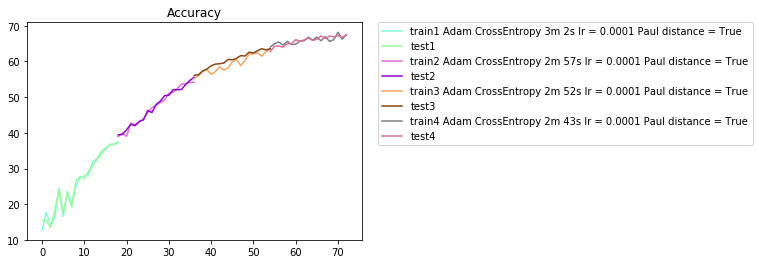 Accuracy
70
60
50
40
30
20
10
0
10
20
30
40
50
60
70
train1 Adam CrossEntropy 3m 2s lr = 0.0001 Paul distance = True
test1
train2 Adam CrossEntropy 2m 57s lr = 0.0001 Paul distance = True
test2
train3 Adam CrossEntropy 2m 52s lr = 0.0001 Paul distance = True
test3
train4 Adam CrossEntropy 2m 43s lr = 0.0001 Paul distance = True
test4